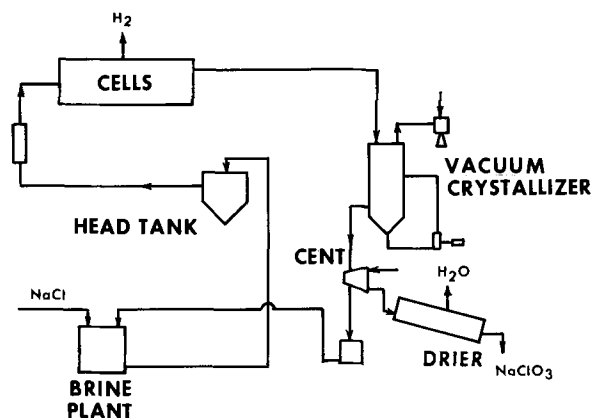 H2
CELLS
VACUUM
CRYSTALLIZER
HEAD TANK
CENT
H2O
NaCl
DRIER
NaClO3
BRINE
PLANT